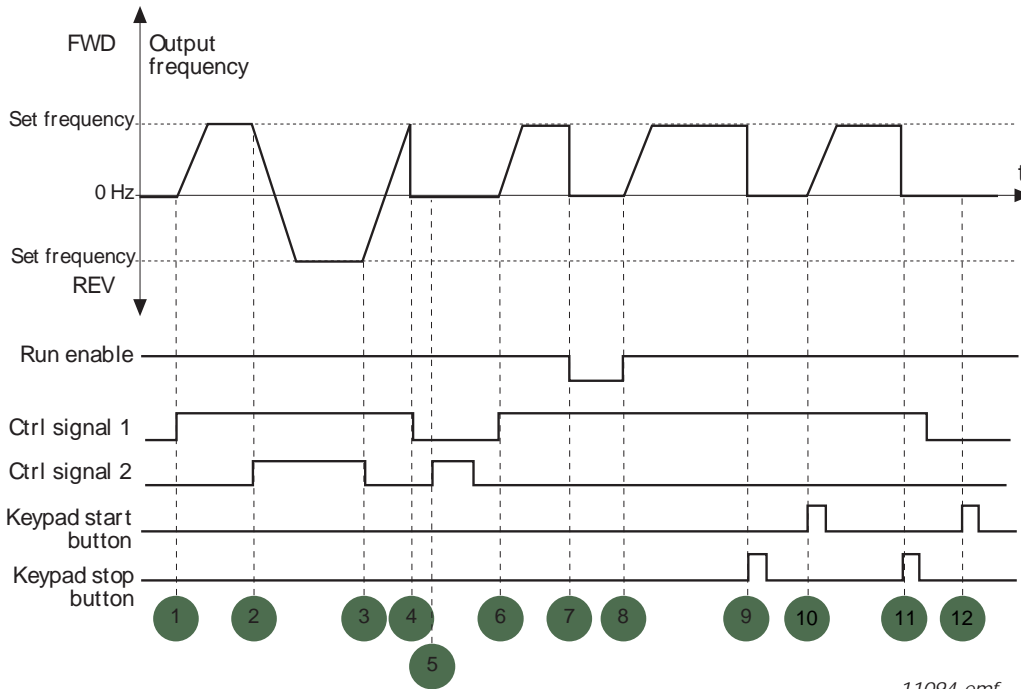 FWD
Output
frequency
Set frequency
0 Hz
t
Set frequency
REV
Run enable
Ctrl signal 1
Ctrl signal 2
Keypad start
button
Keypad stop
button
1 2 3 4 6 7 8 9 10 11 12
5
11094.emf